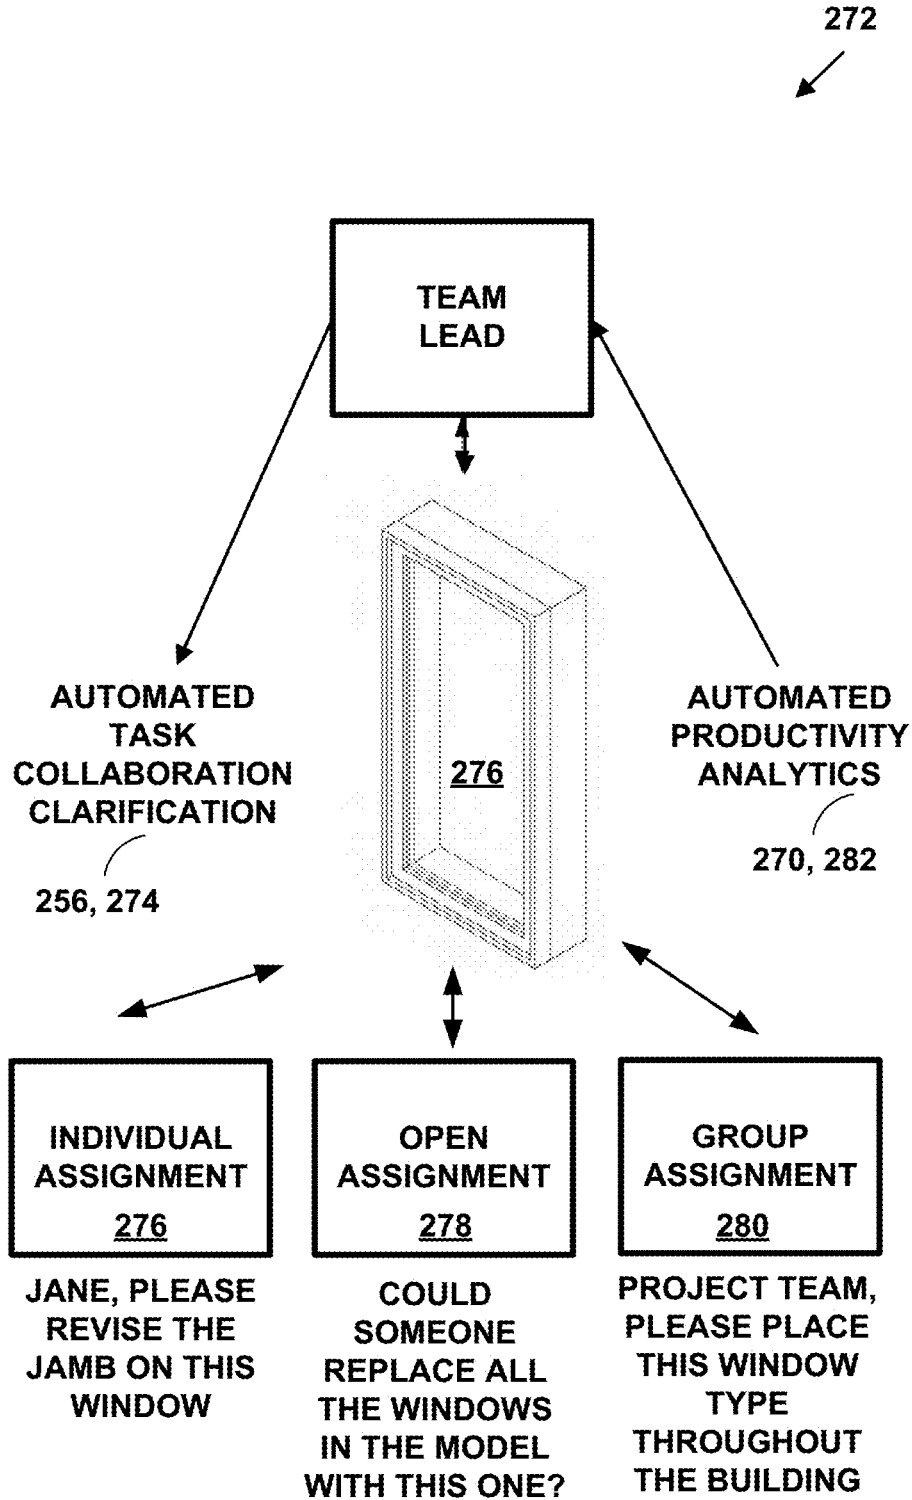 272
TEAM
LEAD
AUTOMATED
TASK
COLLABORATION
CLARIFICATION
256, 274
276
AUTOMATED
PRODUCTIVITY
ANALYTICS
270, 282
INDIVIDUAL
ASSIGNMENT
276
JANE, PLEASE
REVISE THE
JAMB ON THIS
WINDOW
OPEN
ASSIGNMENT
278
COULD
SOMEONE
REPLACE ALL
THE WINDOWS
IN THE MODEL
WITH THIS ONE?
GROUP
ASSIGNMENT
280
PROJECT TEAM,
PLEASE PLACE
THIS WINDOW
TYPE
THROUGHOUT
THE BUILDING